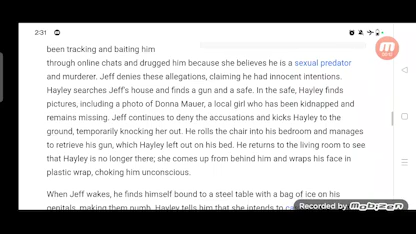 2:31
been tracking and baiting him
through online chats and drugged him because she believes he is a sexual predator
and murderer. Jeff denies these allegations, claiming he had innocent intentions.
Hayley searches Jeff's house and finds a gun and a safe. In the safe, Hayley finds
pictures, including a photo of Donna Mauer, a local girl who has been kidnapped and
remains missing. Jeff continues to deny the accusations and kicks Hayley to the
ground, temporarily knocking her out. He rolls the chair into his bedroom and manages
to retrieve his gun, which Hayley left out on his bed. He returns to the living room to see
that Hayley is no longer there; she comes up from behind him and wraps his face in
plastic wrap, choking him unconscious.
When Jeff wakes, he finds himself bound to a steel table with a bag of ice on his
genitals, making them numb. Hayley tells him that she intends to
Recorded by mobizen